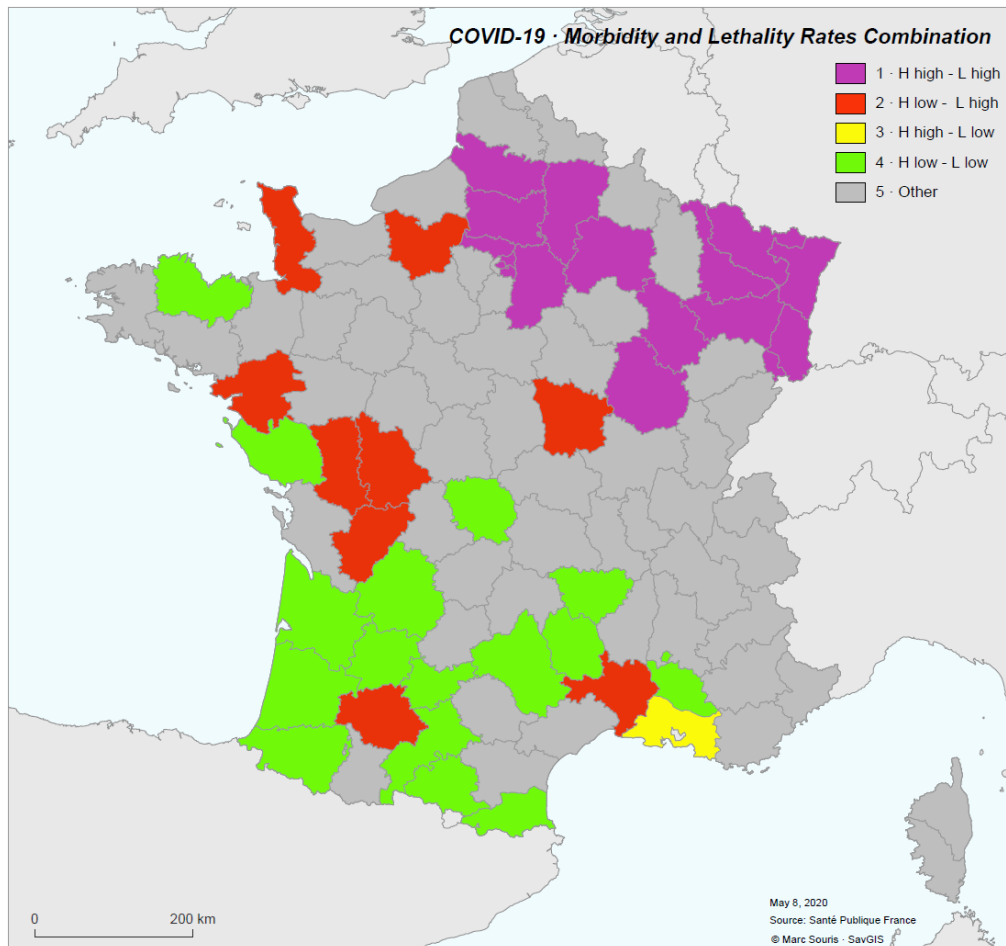 COVID-19 · Morbidity and Lethality Rates Combination
1 · H high - L high
2 · H low - L high
3 · H high - L low
4 · H low - L low
5 · Other
0 200 km
May 8, 2020
Source: Santé Publique France
© Marc Souris · SavGIS